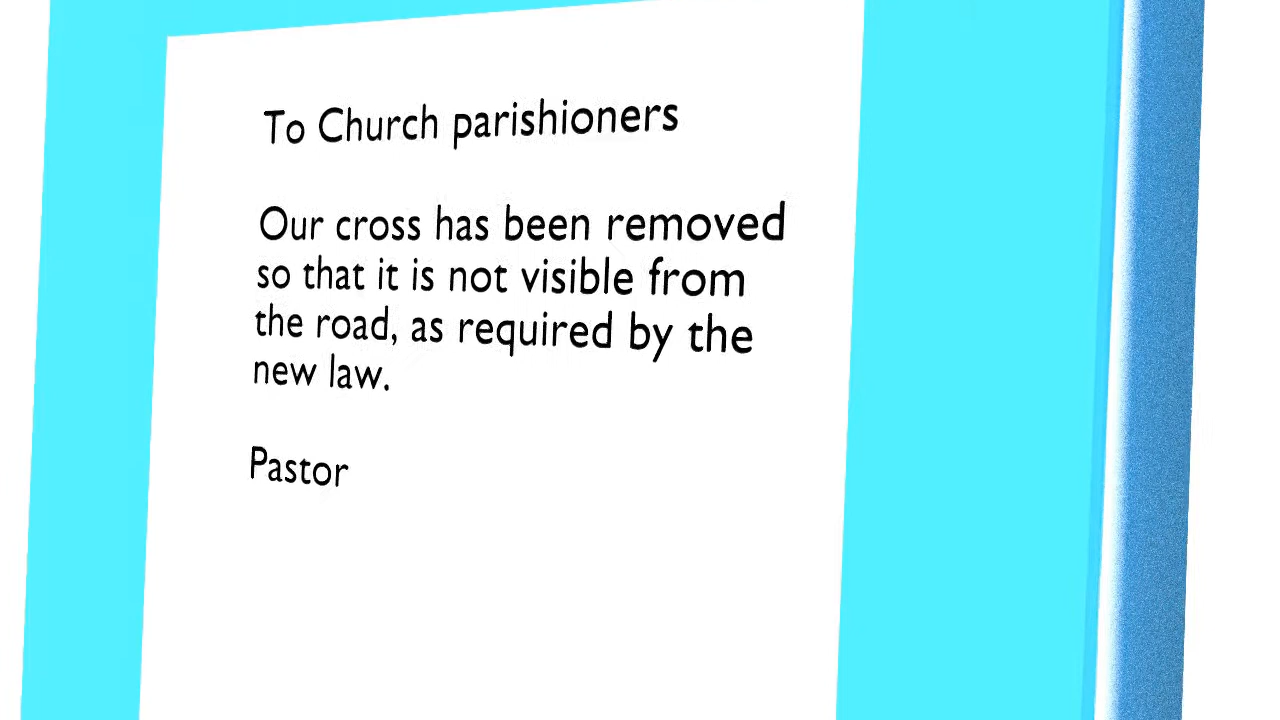 To Church parishioners
Our cross has been removed
so that it is not visible from
the road, as required by the
new law.
Pastor